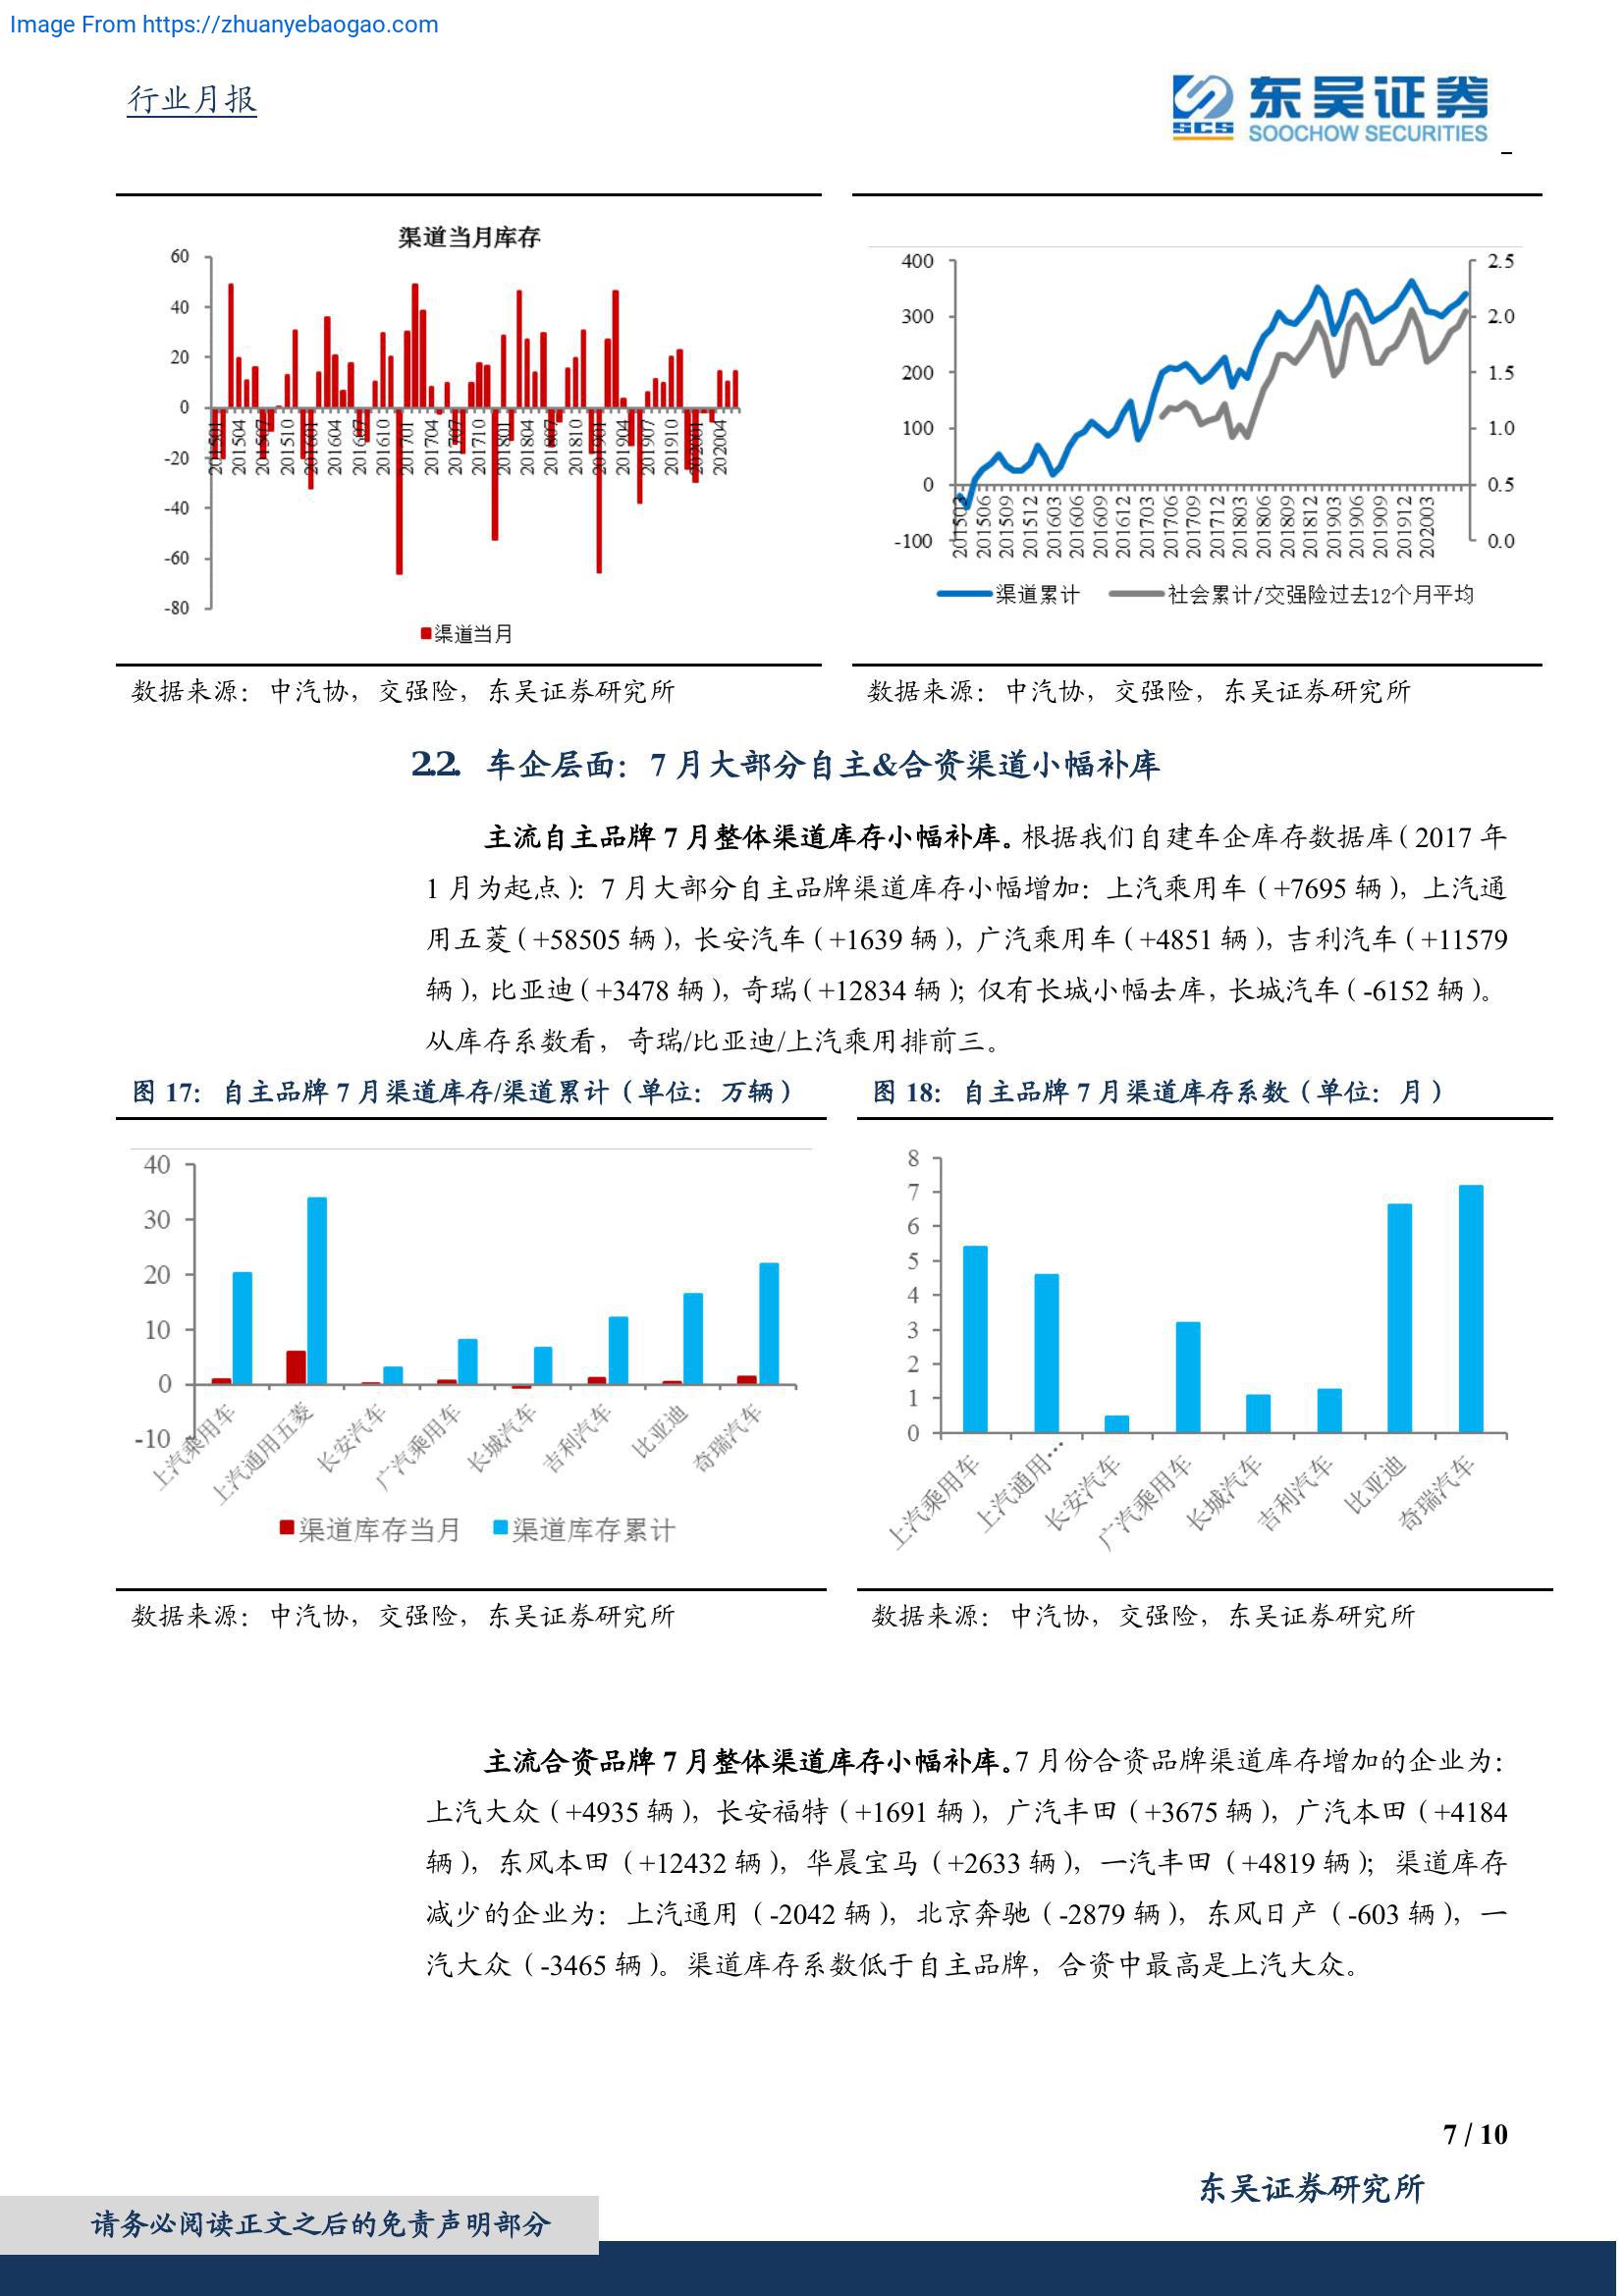 Image From https://zhuanyebaogao.com
行业月报
SCS
东吴证券
SOOCHOW SECURITIES
渠道当月库存
60
40
20
0
-20
-40
-60
-80
201501 201504 201507 201510 201601 201604 201607 201610 201701 201704 201707 201710 201801 201804 201807 201810 201901 201904 201907 201910 202001 202004
渠道当月
400
300
200
100
0
-100
2.5
2.0
1.5
1.0
0.5
0.0
201503 201506 201509 201512 201603 201606 201609 201612 201703 201706 201709 201712 201803 201806 201809 201812 201903 201906 201909 201912 202003
渠道累计 社会累计/交强险过去12个月平均
数据来源：中汽协，交强险，东吴证券研究所
数据来源：中汽协，交强险，东吴证券研究所
2.2. 车企层面：7 月大部分自主&合资渠道小幅补库
主流自主品牌 7 月整体渠道库存小幅补库。根据我们自建车企库存数据库（2017 年
1 月为起点）：7 月大部分自主品牌渠道库存小幅增加：上汽乘用车（+7695 辆），上汽通
用五菱（+58505 辆），长安汽车（+1639 辆），广汽乘用车（+4851 辆），吉利汽车（+11579
辆），比亚迪（+3478 辆），奇瑞（+12834 辆）；仅有长城小幅去库，长城汽车（-6152 辆）。
从库存系数看，奇瑞/比亚迪/上汽乘用排前三。
图 17：自主品牌 7 月渠道库存/渠道累计（单位：万辆）
图 18：自主品牌 7 月渠道库存系数（单位：月）
40
30
20
10
0
-10
上汽乘用车 上汽通用五菱 长安汽车 广汽乘用车 长城汽车 吉利汽车 比亚迪 奇瑞汽车
渠道库存当月 渠道库存累计
8
7
6
5
4
3
2
1
0
上汽乘用车 上汽通用… 长安汽车 广汽乘用车 长城汽车 吉利汽车 比亚迪 奇瑞汽车
数据来源：中汽协，交强险，东吴证券研究所
数据来源：中汽协，交强险，东吴证券研究所
主流合资品牌 7 月整体渠道库存小幅补库。7 月份合资品牌渠道库存增加的企业为：
上汽大众（+4935 辆），长安福特（+1691 辆），广汽丰田（+3675 辆），广汽本田（+4184
辆），东风本田（+12432 辆），华晨宝马（+2633 辆），一汽丰田（+4819 辆）；渠道库存
减少的企业为：上汽通用（-2042 辆），北京奔驰（-2879 辆），东风日产（-603 辆），一
汽大众（-3465 辆）。渠道库存系数低于自主品牌，合资中最高是上汽大众。
7 / 10
东吴证券研究所
请务必阅读正文之后的免责声明部分